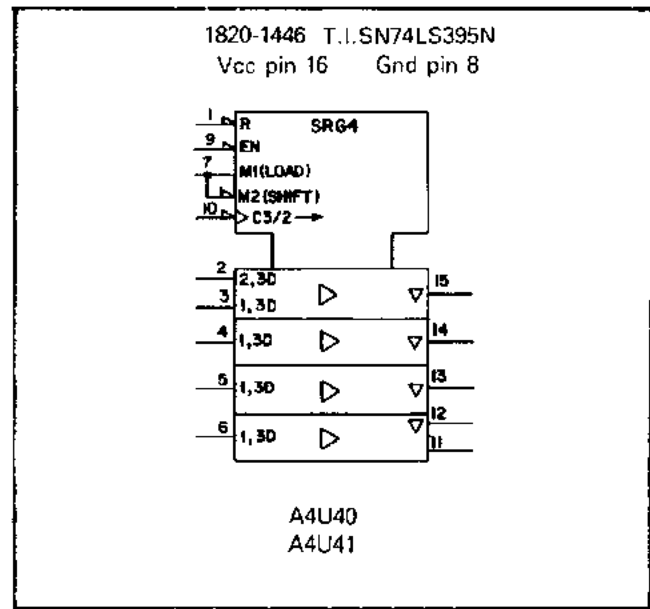 1820-1446 T.I.SN74LS395N
Vcc pin 16 Gnd pin 8
1 R SRG4
9 EN
7 M1(LOAD)
M2(SHIFT)
10 C3/2
2 2,3D 15
3 1,3D
4 1,3D 14
5 1,3D 13
12
6 1,3D 11
A4U40
A4U41